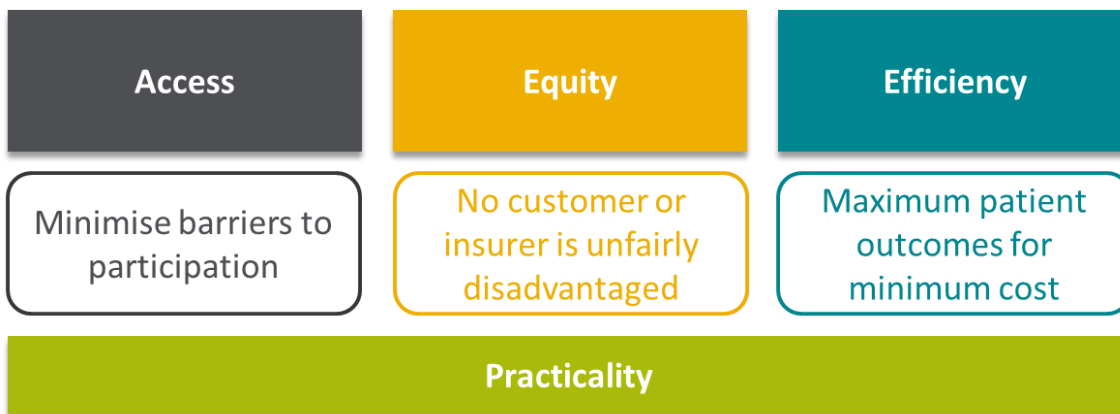 Access
Equity
Efficiency
Minimise barriers to
participation
No customer or
insurer is unfairly
disadvantaged
Maximum patient
outcomes for
minimum cost
Practicality